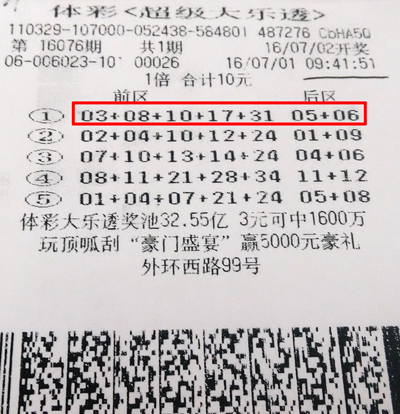 体彩<超级大乐透>
110329-107000-052438-564801 487276 CbHA5Q
第16076期 共1期 16/07/02开奖
06-006023-101 00026 16/07/01 09:41:51
1倍 合计10元
前区 后区
① 03+08+10+17+31 05+06
② 02+04+10+12+24 01+09
③ 07+10+13+16+24 04+12
④ 08+11+21+28+34 11+12
⑤ 01+04+07+21+24 05+08
体彩大乐透奖池32.55亿 3元可中1600万
玩顶呱刮“豪门盛宴”赢5000元豪礼
外环西路99号